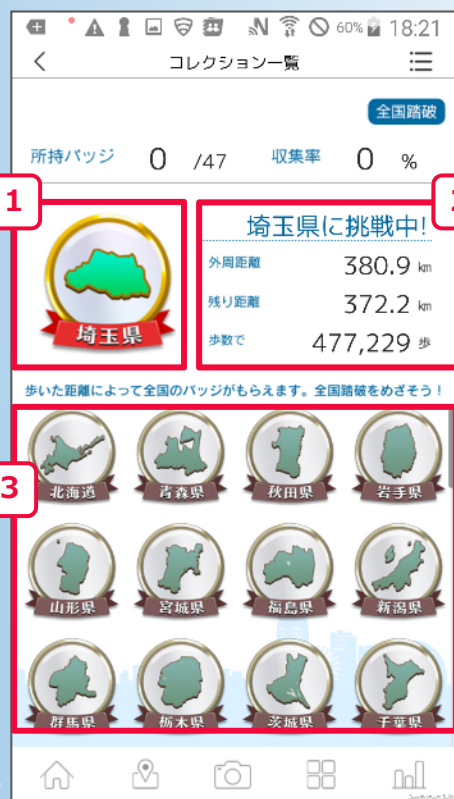 60% 18:21
コレクション一覧
全国踏破
所持バッジ 0 /47 収集率 0 %
1
埼玉県に挑戦中!
外周距離 380.9 km
残り距離 372.2 km
歩数で 477,229 歩
埼玉県
歩いた距離によって全国のバッジがもらえます。全国踏破をめざそう!
3
北海道 青森県 秋田県 岩手県
山形県 宮城県 福島県 新潟県
群馬県 栃木県 茨城県 千葉県